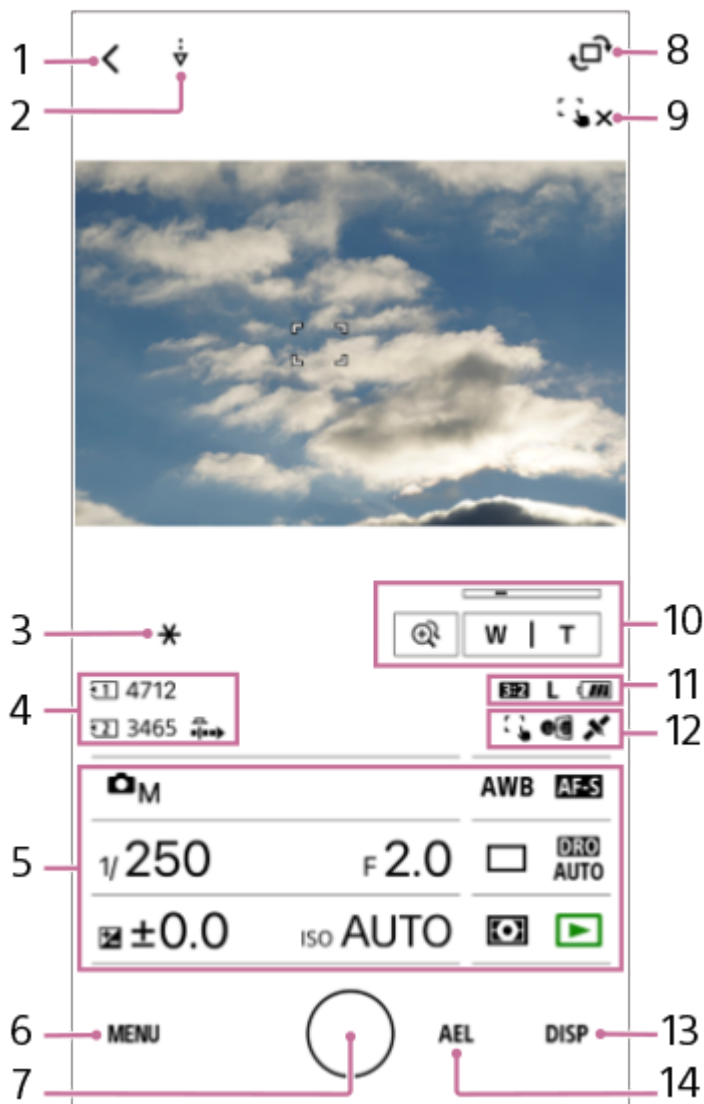 1
2
8
9
3
W | T
10
1 4712
3:2 L
11
4
2 3465
12
M
AWB AF-S
5
1/250 F2.0
DRO AUTO
±0.0 ISO AUTO
6
MENU
AEL
DISP
13
7
14